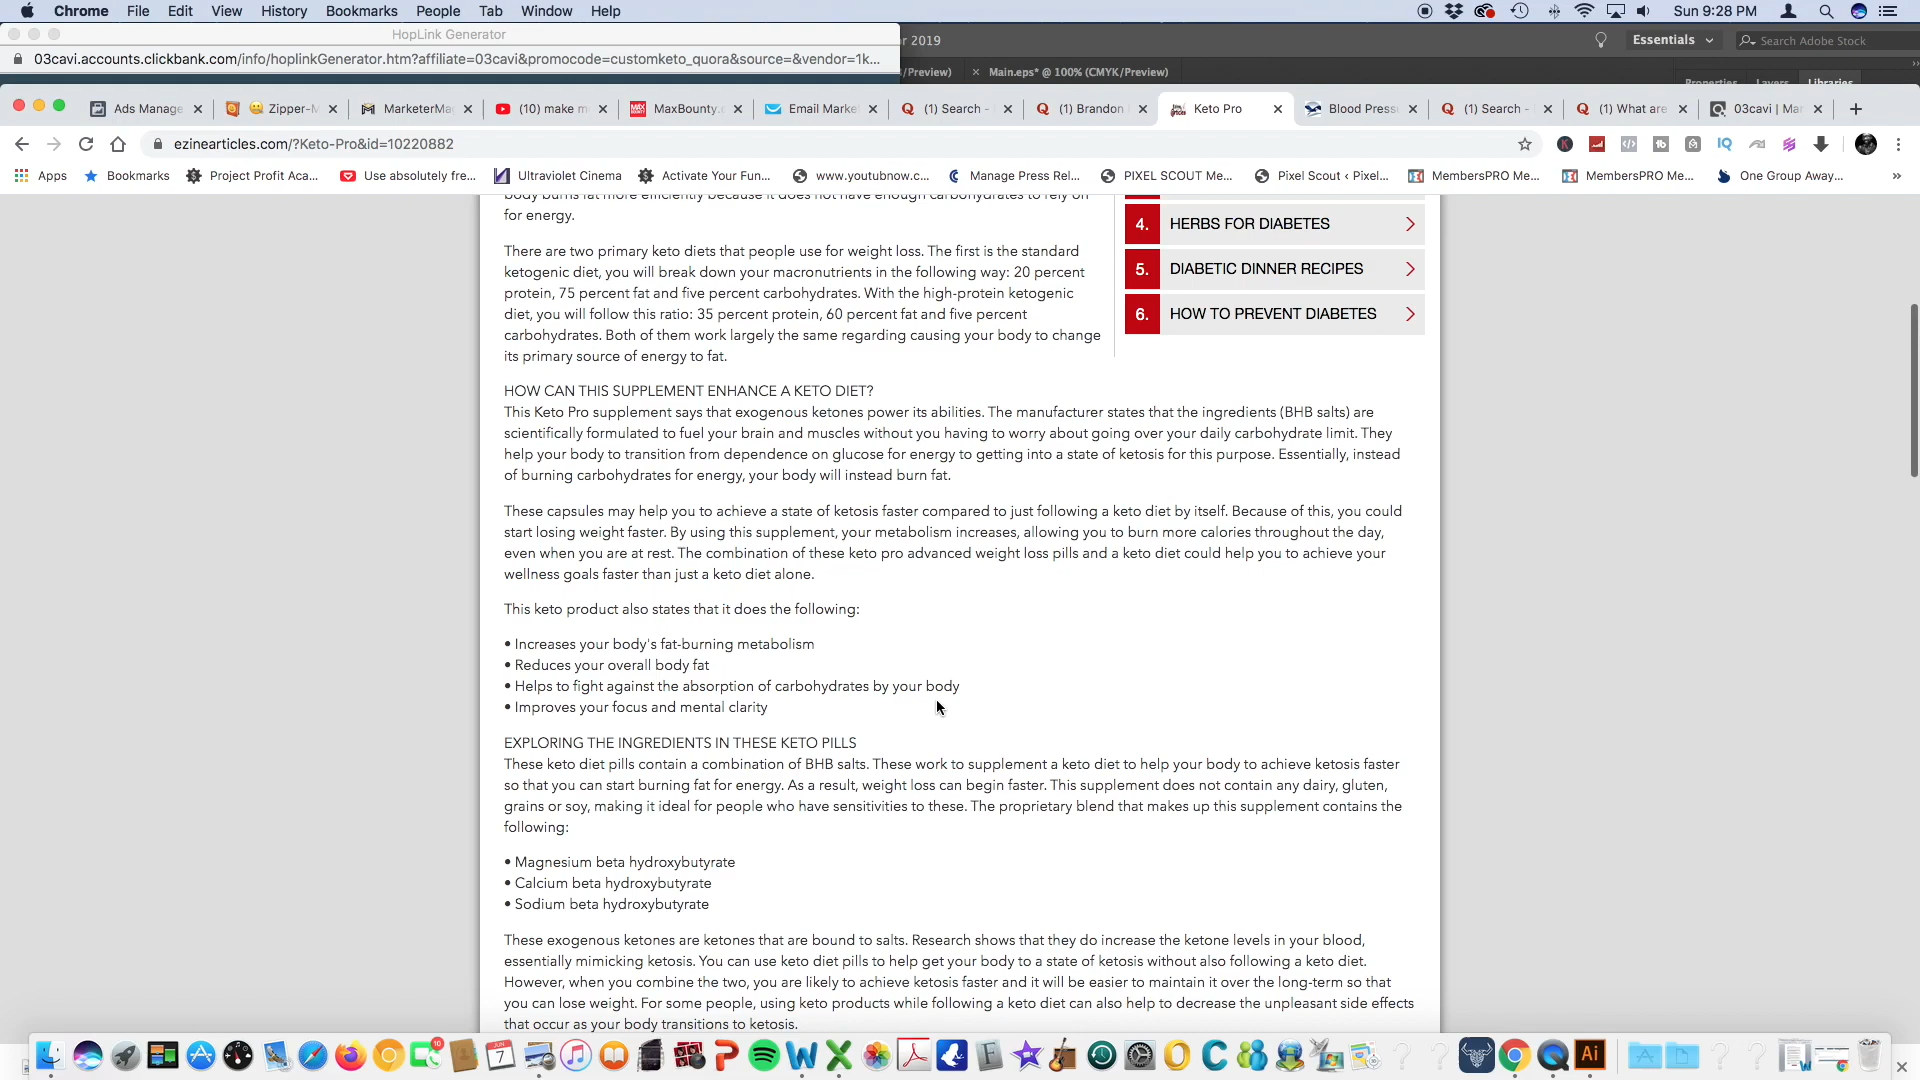 Chrome File Edit View History Bookmarks People Tab Window Help
Sun 9:28 PM
HopLink Generator
r 2019
Essentials
Search Adobe Stock
03cavi.accounts.clickbank.com/info/hoplinkGenerator.htm?affiliate=03cavi&promocode=customketo_quora&source=&vendor=1k...
/Preview)
Main.eps* @ 100% (CMYK/Preview)
Properties Layers Libraries
Ads Manage
Zipper-M
MarketerMa
(10) make m
MaxBounty.c
Email Marke
(1) Search -
(1) Brandon
Keto Pro
Blood Press
(1) Search -
(1) What are
03cavi | Ma
ezinearticles.com/?Keto-Pro&id=10220882
Apps
Bookmarks
Project Profit Aca...
Use absolutely fre...
Ultraviolet Cinema
Activate Your Fun...
www.youtubnow.c...
Manage Press Rel...
PIXEL SCOUT Me...
Pixel Scout ‹ Pixel...
MembersPRO Me...
MembersPRO Me...
One Group Away...
body burns fat more efficiently because it does not have enough carbohydrates to rely on
for energy.
There are two primary keto diets that people use for weight loss. The first is the standard
ketogenic diet, you will break down your macronutrients in the following way: 20 percent
protein, 75 percent fat and five percent carbohydrates. With the high-protein ketogenic
diet, you will follow this ratio: 35 percent protein, 60 percent fat and five percent
carbohydrates. Both of them work largely the same regarding causing your body to change
its primary source of energy to fat.
4. HERBS FOR DIABETES
5. DIABETIC DINNER RECIPES
6. HOW TO PREVENT DIABETES
HOW CAN THIS SUPPLEMENT ENHANCE A KETO DIET?
This Keto Pro supplement says that exogenous ketones power its abilities. The manufacturer states that the ingredients (BHB salts) are
scientifically formulated to fuel your brain and muscles without you having to worry about going over your daily carbohydrate limit. They
help your body to transition from dependence on glucose for energy to getting into a state of ketosis for this purpose. Essentially, instead
of burning carbohydrates for energy, your body will instead burn fat.
These capsules may help you to achieve a state of ketosis faster compared to just following a keto diet by itself. Because of this, you could
start losing weight faster. By using this supplement, your metabolism increases, allowing you to burn more calories throughout the day,
even when you are at rest. The combination of these keto pro advanced weight loss pills and a keto diet could help you to achieve your
wellness goals faster than just a keto diet alone.
This keto product also states that it does the following:
• Increases your body's fat-burning metabolism
• Reduces your overall body fat
• Helps to fight against the absorption of carbohydrates by your body
• Improves your focus and mental clarity
EXPLORING THE INGREDIENTS IN THESE KETO PILLS
These keto diet pills contain a combination of BHB salts. These work to supplement a keto diet to help your body to achieve ketosis faster
so that you can start burning fat for energy. As a result, weight loss can begin faster. This supplement does not contain any dairy, gluten,
grains or soy, making it ideal for people who have sensitivities to these. The proprietary blend that makes up this supplement contains the
following:
• Magnesium beta hydroxybutyrate
• Calcium beta hydroxybutyrate
• Sodium beta hydroxybutyrate
These exogenous ketones are ketones that are bound to salts. Research shows that they do increase the ketone levels in your blood,
essentially mimicking ketosis. You can use keto diet pills to help get your body to a state of ketosis without also following a keto diet.
However, when you combine the two, you are likely to achieve ketosis faster and it will be easier to maintain it over the long-term so that
you can lose weight. For some people, using keto products while following a keto diet can also help to decrease the unpleasant side effects
that occur as your body transitions to ketosis.